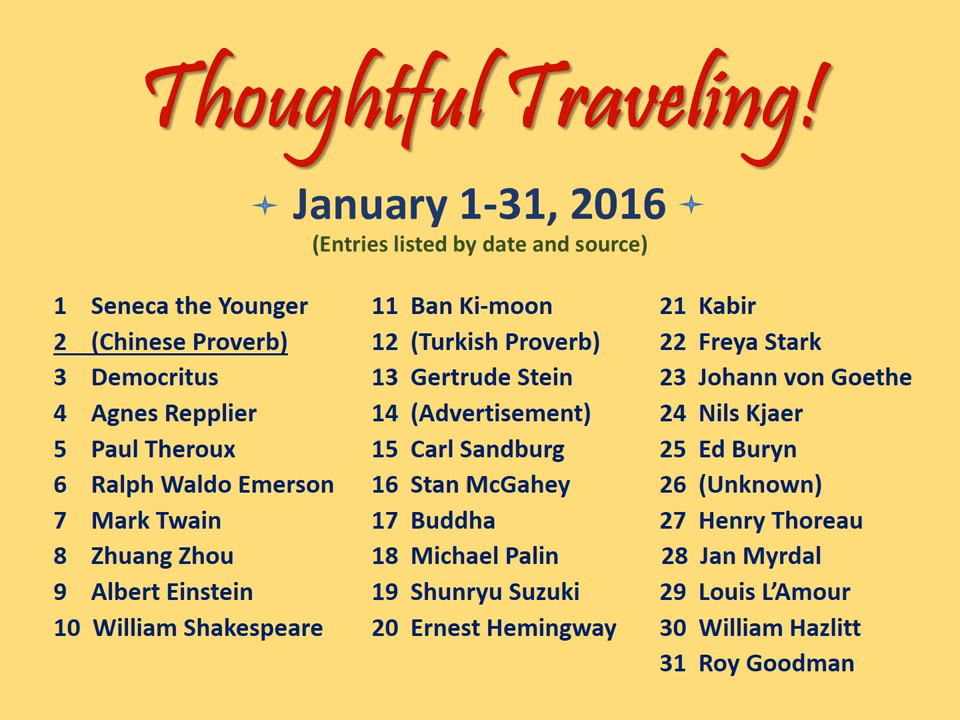 Thoughtful Traveling!
January 1-31, 2016
(Entries listed by date and source)
1 Seneca the Younger
2 (Chinese Proverb)
3 Democritus
4 Agnes Repplier
5 Paul Theroux
6 Ralph Waldo Emerson
7 Mark Twain
8 Zhuang Zhou
9 Albert Einstein
10 William Shakespeare
11 Ban Ki-moon
12 (Turkish Proverb)
13 Gertrude Stein
14 (Advertisement)
15 Carl Sandburg
16 Stan McGahey
17 Buddha
18 Michael Palin
19 Shunryu Suzuki
20 Ernest Hemingway
21 Kabir
22 Freya Stark
23 Johann von Goethe
24 Nils Kjaer
25 Ed Buryn
26 (Unknown)
27 Henry Thoreau
28 Jan Myrdal
29 Louis L’Amour
30 William Hazlitt
31 Roy Goodman